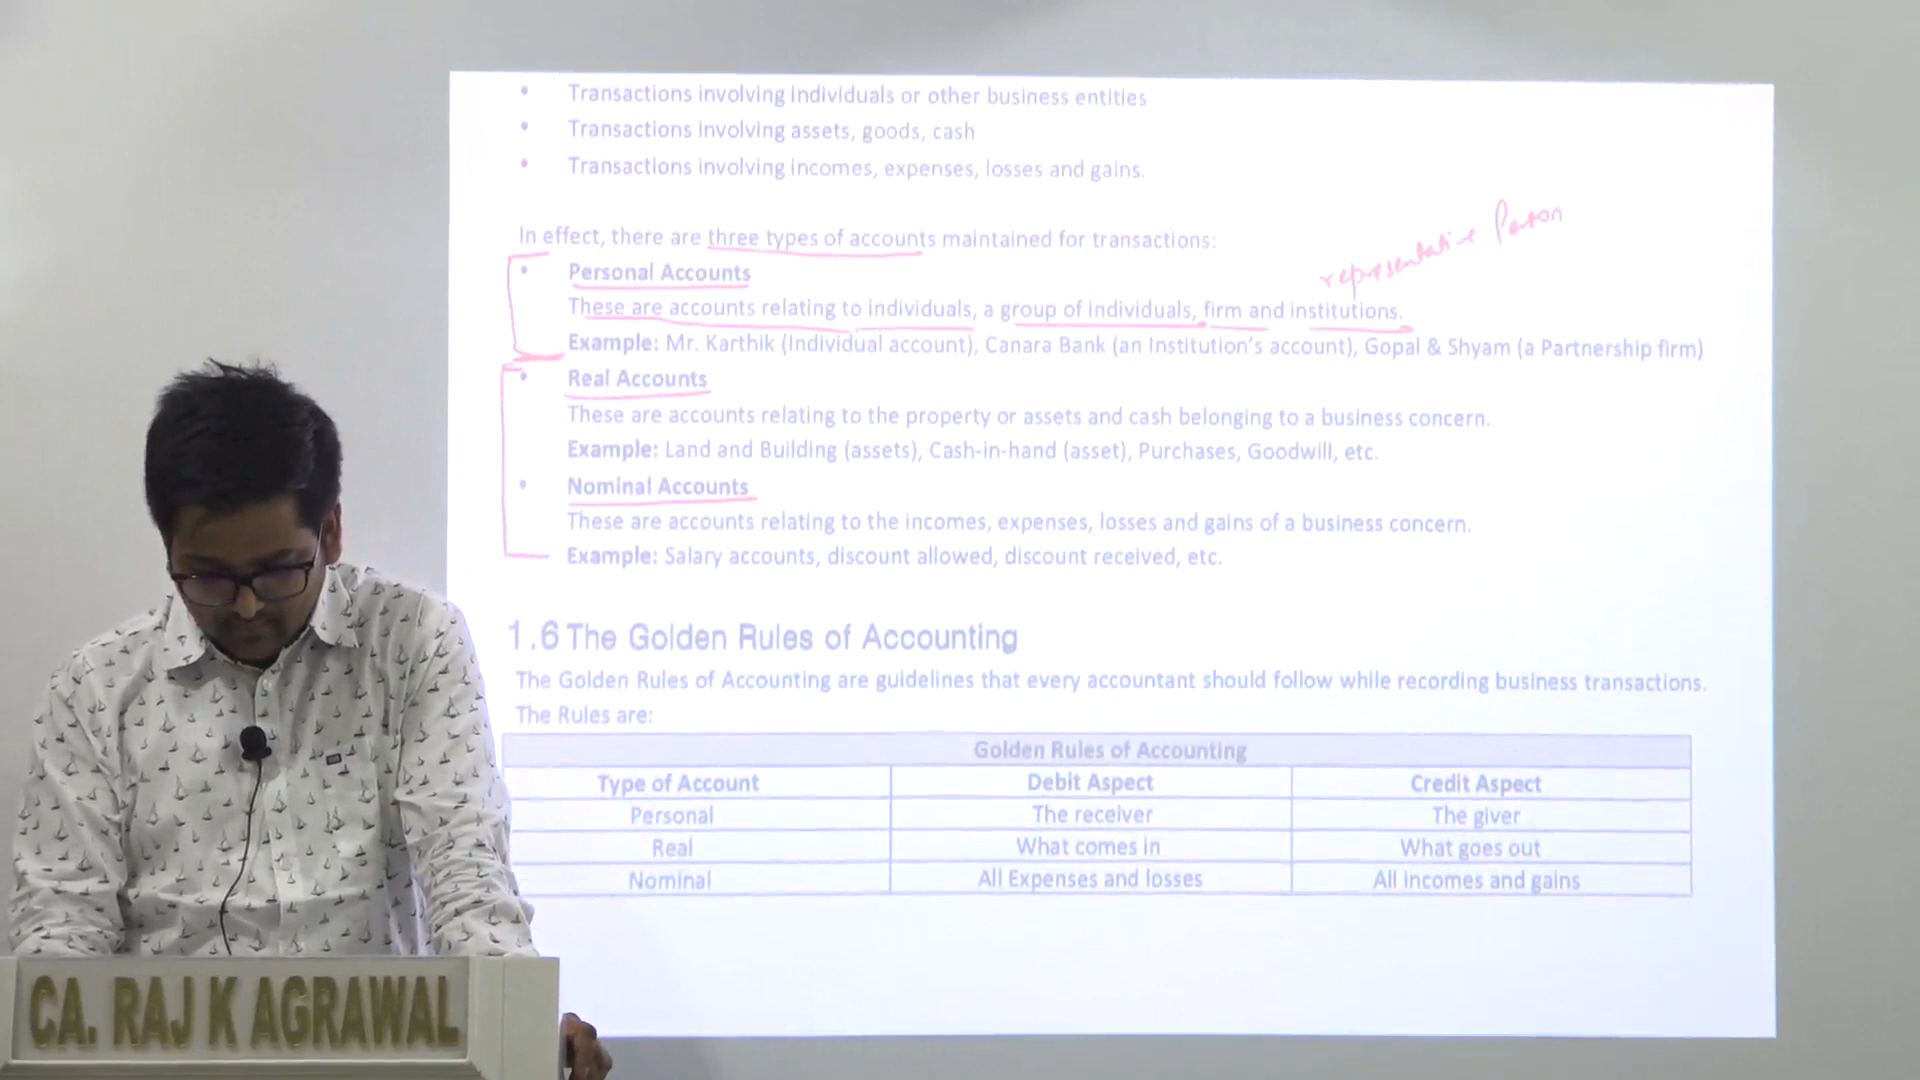 • Transactions involving individuals or other business entities
• Transactions involving assets, goods, cash
• Transactions involving incomes, expenses, losses and gains.
representative Person
In effect, there are three types of accounts maintained for transactions:
• Personal Accounts
These are accounts relating to individuals, a group of individuals, firm and institutions.
Example: Mr. Karthik (Individual account), Canara Bank (an Institution's account), Gopal & Shyam (a Partnership firm)
• Real Accounts
These are accounts relating to the property or assets and cash belonging to a business concern.
Example: Land and Building (assets), Cash-in-hand (asset), Purchases, Goodwill, etc.
• Nominal Accounts
These are accounts relating to the incomes, expenses, losses and gains of a business concern.
Example: Salary accounts, discount allowed, discount received, etc.
1.6 The Golden Rules of Accounting
The Golden Rules of Accounting are guidelines that every accountant should follow while recording business transactions.
The Rules are:
Golden Rules of Accounting
Type of Account Debit Aspect Credit Aspect
Personal The receiver The giver
Real What comes in What goes out
Nominal All Expenses and losses All incomes and gains
CA. RAJ K AGRAWAL